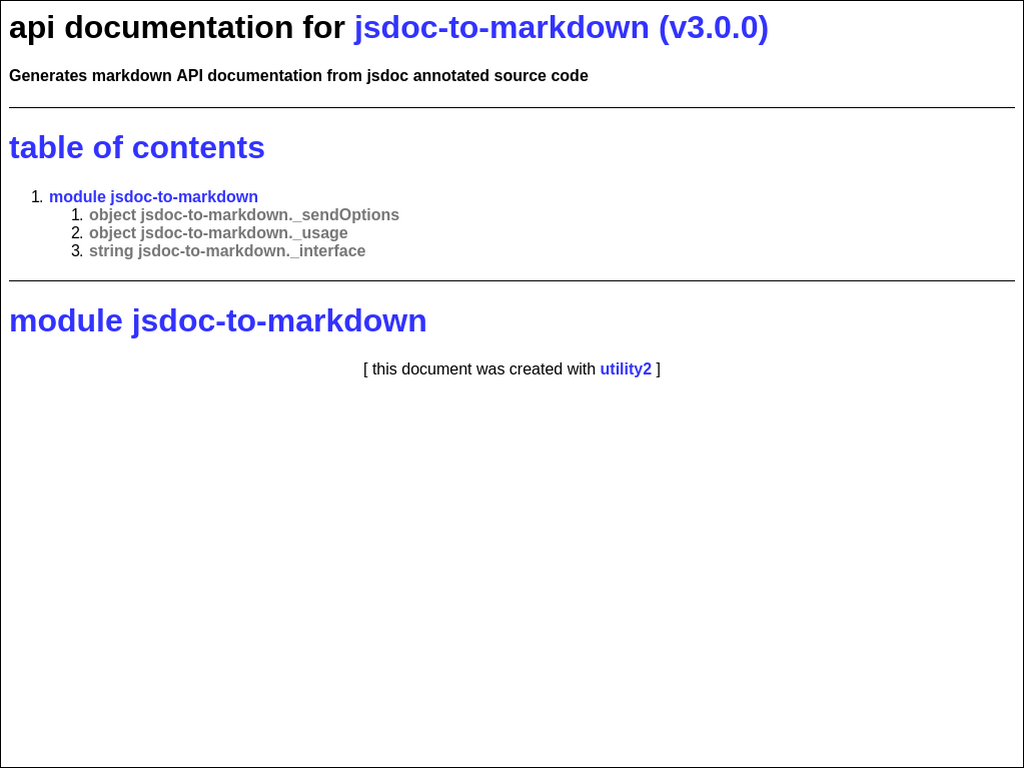 api documentation for jsdoc-to-markdown (v3.0.0)
Generates markdown API documentation from jsdoc annotated source code
table of contents
1. module jsdoc-to-markdown
1. object jsdoc-to-markdown._sendOptions
2. object jsdoc-to-markdown._usage
3. string jsdoc-to-markdown._interface
module jsdoc-to-markdown
[ this document was created with utility2 ]